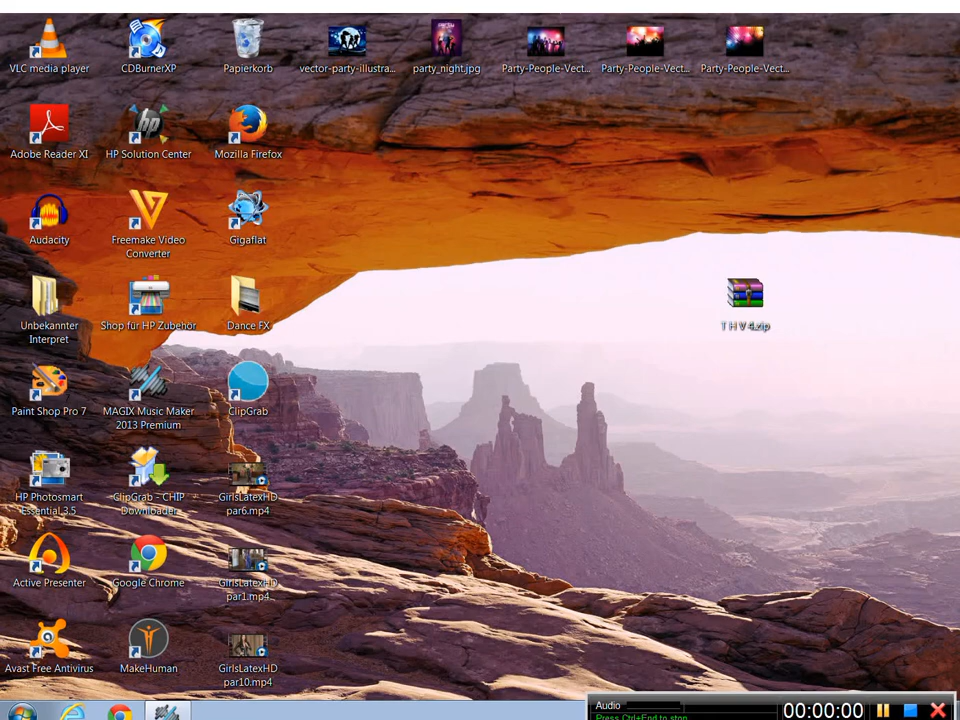 VLC media player
CDBurnerXP
Papierkorb
vector-party-illustra...
party_night.jpg
Party-People-Vect...
Party-People-Vect...
Party-People-Vect...
Adobe Reader XI
HP Solution Center
Mozilla Firefox
Audacity
Freemake Video
Converter
Gigaflat
Unbekannter
Interpret
Shop für HP Zubehör
Dance FX
T H V 4.zip
Paint Shop Pro 7
MAGIX Music Maker
2013 Premium
ClipGrab
HP Photosmart
Essential 3.5
ClipGrab - CHIP
Downloader
GirlsLatexHD
par6.mp4
Active Presenter
Google Chrome
GirlsLatexHD
par1.mp4
Avast Free Antivirus
MakeHuman
GirlsLatexHD
par10.mp4
Audio
Press Ctrl+End to stop
00:00:00